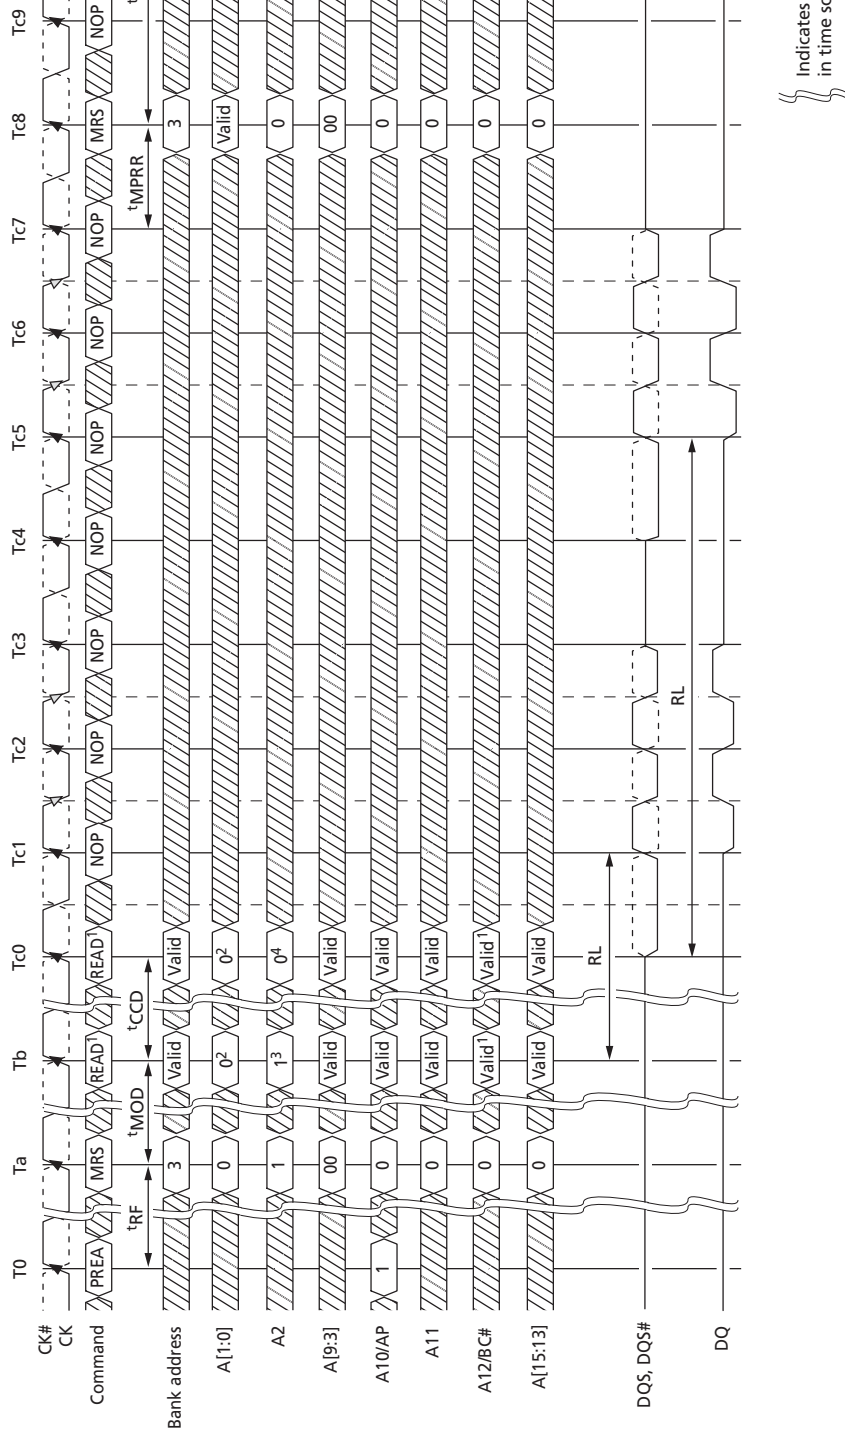 T0 Ta Tb Tc0 Tc1 Tc2 Tc3 Tc4 Tc5 Tc6 Tc7 Tc8 Tc9
CK#
CK
Command PREA MRS READ1 READ1 NOP NOP NOP NOP NOP NOP NOP MRS NOP
tRF tMOD tCCD tMPRR t
Bank address 3 Valid Valid 3
A[1:0] 0 02 02 Valid
A2 1 13 04 0
A[9:3] 00 Valid Valid 00
A10/AP 1 0 Valid Valid 0
A11 0 Valid Valid 0
A12/BC# 0 Valid1 Valid1 0
A[15:13] 0 Valid Valid 0
RL
DQS, DQS#
RL
DQ
Indicates
in time sc